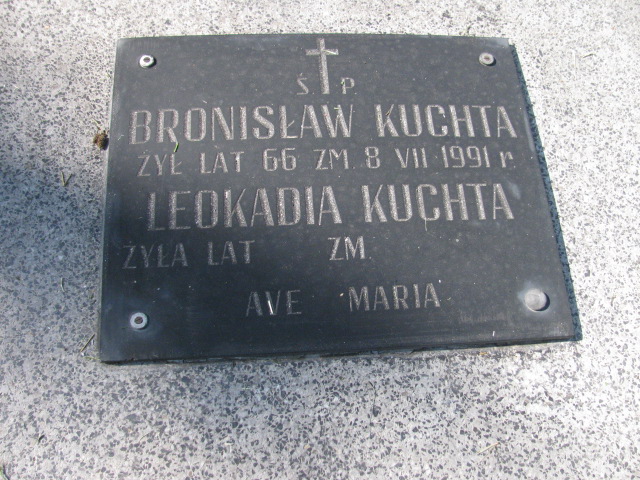 Ś P.
BRONISŁAW KUCHTA
ŻYŁ LAT 66 ZM. 8 VII 1991 r.
LEOKADIA KUCHTA
ŻYŁA LAT ZM.
AVE MARIA